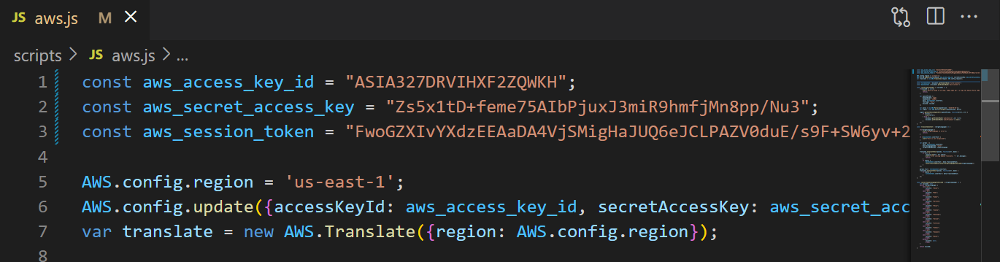 JS aws.js M
scripts > JS aws.js > ...
1 const aws_access_key_id = "ASIA327DRVIHXF2ZQWKH";
2 const aws_secret_access_key = "Zs5x1tD+feme75AIbPjuxJ3miR9hmfjMn8pp/Nu3";
3 const aws_session_token = "FwoGZXIvYXdzEEAaDA4VjSMigHaJUQ6eJCLPAZV0duE/s9F+SW6yv+2
4
5 AWS.config.region = 'us-east-1';
6 AWS.config.update({accessKeyId: aws_access_key_id, secretAccessKey: aws_secret_acc
7 var translate = new AWS.Translate({region: AWS.config.region});
8